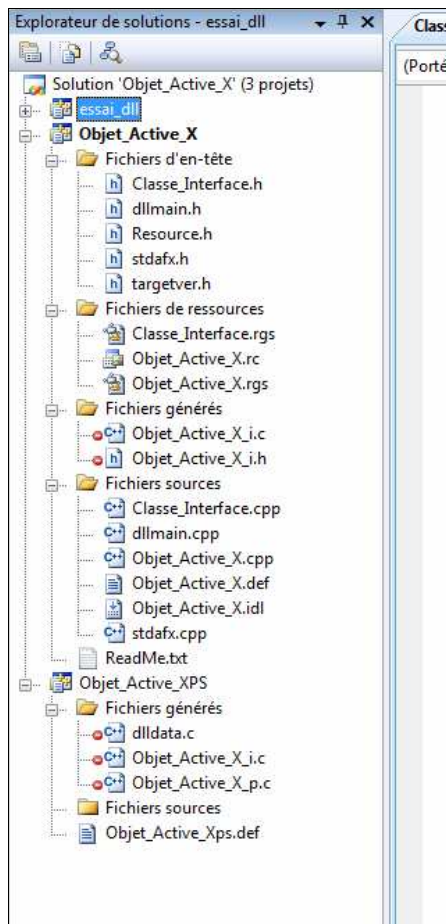 Explorateur de solutions - essai_dll
Solution 'Objet_Active_X' (3 projets)
essai_dll
Objet_Active_X
Fichiers d'en-tête
Classe_Interface.h
dllmain.h
Resource.h
stdafx.h
targetver.h
Fichiers de ressources
Classe_Interface.rgs
Objet_Active_X.rc
Objet_Active_X.rgs
Fichiers générés
Objet_Active_X_i.c
Objet_Active_X_i.h
Fichiers sources
Classe_Interface.cpp
dllmain.cpp
Objet_Active_X.cpp
Objet_Active_X.def
Objet_Active_X.idl
stdafx.cpp
ReadMe.txt
Objet_Active_XPS
Fichiers générés
dlldata.c
Objet_Active_X_i.c
Objet_Active_X_p.c
Fichiers sources
Objet_Active_Xps.def
Class
(Porté